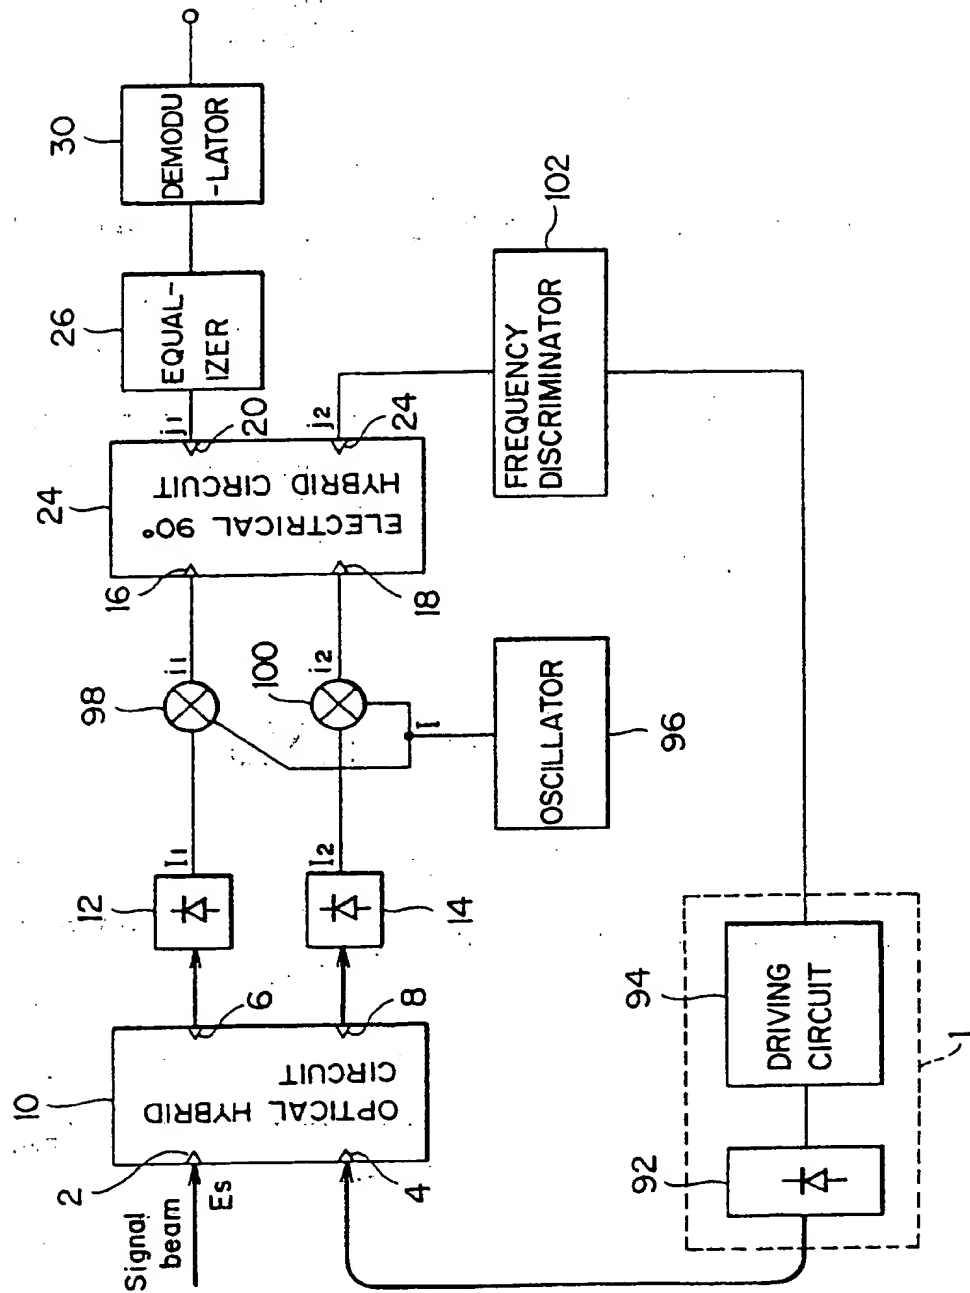 Signal
beam
Es
2
4
10
OPTICAL HYBRID
CIRCUIT
6
8
12
14
I1
I2
98
100
i1
i2
I
OSCILLATOR
96
16
18
24
ELECTRICAL 90°
HYBRID CIRCUIT
20
24
j1
j2
26
EQUAL-
IZER
30
DEMODU
-LATOR
FREQUENCY
DISCRIMINATOR
102
92
94
DRIVING
CIRCUIT
1